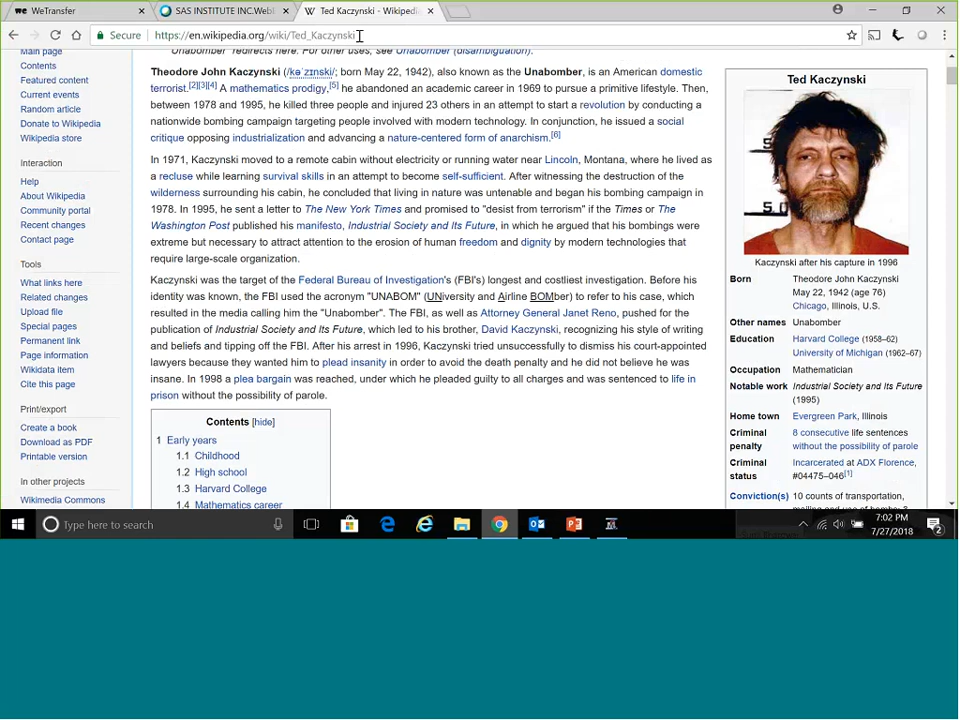 WeTransfer
SAS INSTITUTE INC.Webl
Ted Kaczynski - Wikipedi
Secure
https://en.wikipedia.org/wiki/Ted_Kaczynski
Main page
Contents
Featured content
Current events
Random article
Donate to Wikipedia
Wikipedia store
Interaction
Help
About Wikipedia
Community portal
Recent changes
Contact page
Tools
What links here
Related changes
Upload file
Special pages
Permanent link
Page information
Wikidata item
Cite this page
Print/export
Create a book
Download as PDF
Printable version
In other projects
Wikimedia Commons
"Unabomber" redirects here. For other uses, see Unabomber (disambiguation).
Theodore John Kaczynski (/kəˈzɪnski/; born May 22, 1942), also known as the Unabomber, is an American domestic
terrorist.[2][3][4] A mathematics prodigy,[5] he abandoned an academic career in 1969 to pursue a primitive lifestyle. Then,
between 1978 and 1995, he killed three people and injured 23 others in an attempt to start a revolution by conducting a
nationwide bombing campaign targeting people involved with modern technology. In conjunction, he issued a social
critique opposing industrialization and advancing a nature-centered form of anarchism.[6]
In 1971, Kaczynski moved to a remote cabin without electricity or running water near Lincoln, Montana, where he lived as
a recluse while learning survival skills in an attempt to become self-sufficient. After witnessing the destruction of the
wilderness surrounding his cabin, he concluded that living in nature was untenable and began his bombing campaign in
1978. In 1995, he sent a letter to The New York Times and promised to "desist from terrorism" if the Times or The
Washington Post published his manifesto, Industrial Society and Its Future, in which he argued that his bombings were
extreme but necessary to attract attention to the erosion of human freedom and dignity by modern technologies that
require large-scale organization.
Kaczynski was the target of the Federal Bureau of Investigation's (FBI's) longest and costliest investigation. Before his
identity was known, the FBI used the acronym "UNABOM" (UNiversity and Airline BOMber) to refer to his case, which
resulted in the media calling him the "Unabomber". The FBI, as well as Attorney General Janet Reno, pushed for the
publication of Industrial Society and Its Future, which led to his brother, David Kaczynski, recognizing his style of writing
and beliefs and tipping off the FBI. After his arrest in 1996, Kaczynski tried unsuccessfully to dismiss his court-appointed
lawyers because they wanted him to plead insanity in order to avoid the death penalty and he did not believe he was
insane. In 1998 a plea bargain was reached, under which he pleaded guilty to all charges and was sentenced to life in
prison without the possibility of parole.
Contents [hide]
1 Early years
1.1 Childhood
1.2 High school
1.3 Harvard College
1.4 Mathematics career
Ted Kaczynski
Kaczynski after his capture in 1996
Born Theodore John Kaczynski
May 22, 1942 (age 76)
Chicago, Illinois, U.S.
Other names Unabomber
Education Harvard College (1958–62)
University of Michigan (1962–67)
Occupation Mathematician
Notable work Industrial Society and Its Future
(1995)
Home town Evergreen Park, Illinois
Criminal 8 consecutive life sentences
penalty without the possibility of parole
Criminal Incarcerated at ADX Florence,
status #04475–046[1]
Conviction(s) 10 counts of transportation,
Type here to search
7:02 PM
7/27/2018
2